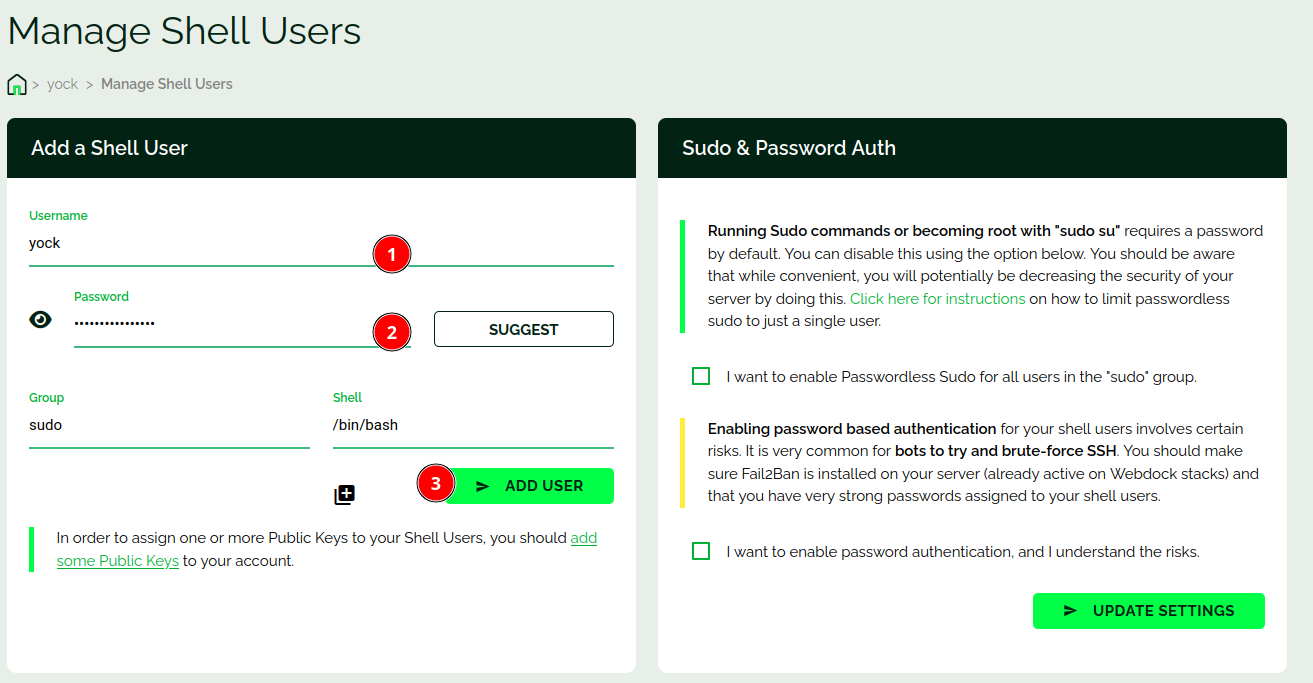 Manage Shell Users
> yock > Manage Shell Users
Add a Shell User
Username
yock
1
Password
••••••••••••••••
2
SUGGEST
Group
Shell
sudo
/bin/bash
3
ADD USER
In order to assign one or more Public Keys to your Shell Users, you should add
some Public Keys to your account.
Sudo & Password Auth
Running Sudo commands or becoming root with "sudo su" requires a password
by default. You can disable this using the option below. You should be aware
that while convenient, you will potentially be decreasing the security of your
server by doing this. Click here for instructions on how to limit passwordless
sudo to just a single user.
I want to enable Passwordless Sudo for all users in the "sudo" group.
Enabling password based authentication for your shell users involves certain
risks. It is very common for bots to try and brute-force SSH. You should make
sure Fail2Ban is installed on your server (already active on Webdock stacks) and
that you have very strong passwords assigned to your shell users.
I want to enable password authentication, and I understand the risks.
UPDATE SETTINGS